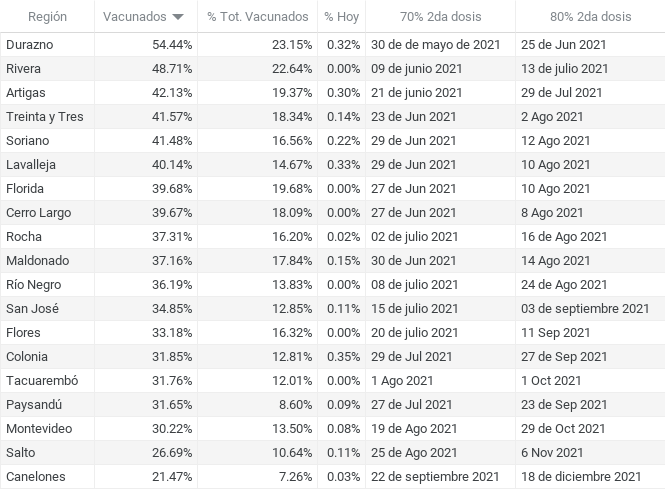 Región Vacunados % Tot. Vacunados % Hoy 70% 2da dosis 80% 2da dosis
Durazno 54.44% 23.15% 0.32% 30 de de mayo de 2021 25 de Jun 2021
Rivera 48.71% 22.64% 0.00% 09 de junio 2021 13 de julio 2021
Artigas 42.13% 19.37% 0.30% 21 de junio 2021 29 de Jul 2021
Treinta y Tres 41.57% 18.34% 0.14% 23 de Jun 2021 2 Ago 2021
Soriano 41.48% 16.56% 0.22% 29 de Jun 2021 12 Ago 2021
Lavalleja 40.14% 14.67% 0.33% 29 de Jun 2021 10 Ago 2021
Florida 39.68% 19.68% 0.00% 27 de Jun 2021 10 Ago 2021
Cerro Largo 39.67% 18.09% 0.00% 27 de Jun 2021 8 Ago 2021
Rocha 37.31% 16.20% 0.02% 02 de julio 2021 16 de Ago 2021
Maldonado 37.16% 17.84% 0.15% 30 de Jun 2021 14 Ago 2021
Río Negro 36.19% 13.83% 0.00% 08 de julio 2021 24 de Ago 2021
San José 34.85% 12.85% 0.11% 15 de julio 2021 03 de septiembre 2021
Flores 33.18% 16.32% 0.00% 20 de julio 2021 11 Sep 2021
Colonia 31.85% 12.81% 0.35% 29 de Jul 2021 27 de Sep 2021
Tacuarembó 31.76% 12.01% 0.00% 1 Ago 2021 1 Oct 2021
Paysandú 31.65% 8.60% 0.09% 27 de Jul 2021 23 de Sep 2021
Montevideo 30.22% 13.50% 0.08% 19 de Ago 2021 29 de Oct 2021
Salto 26.69% 10.64% 0.11% 25 de Ago 2021 6 Nov 2021
Canelones 21.47% 7.26% 0.03% 22 de septiembre 2021 18 de diciembre 2021